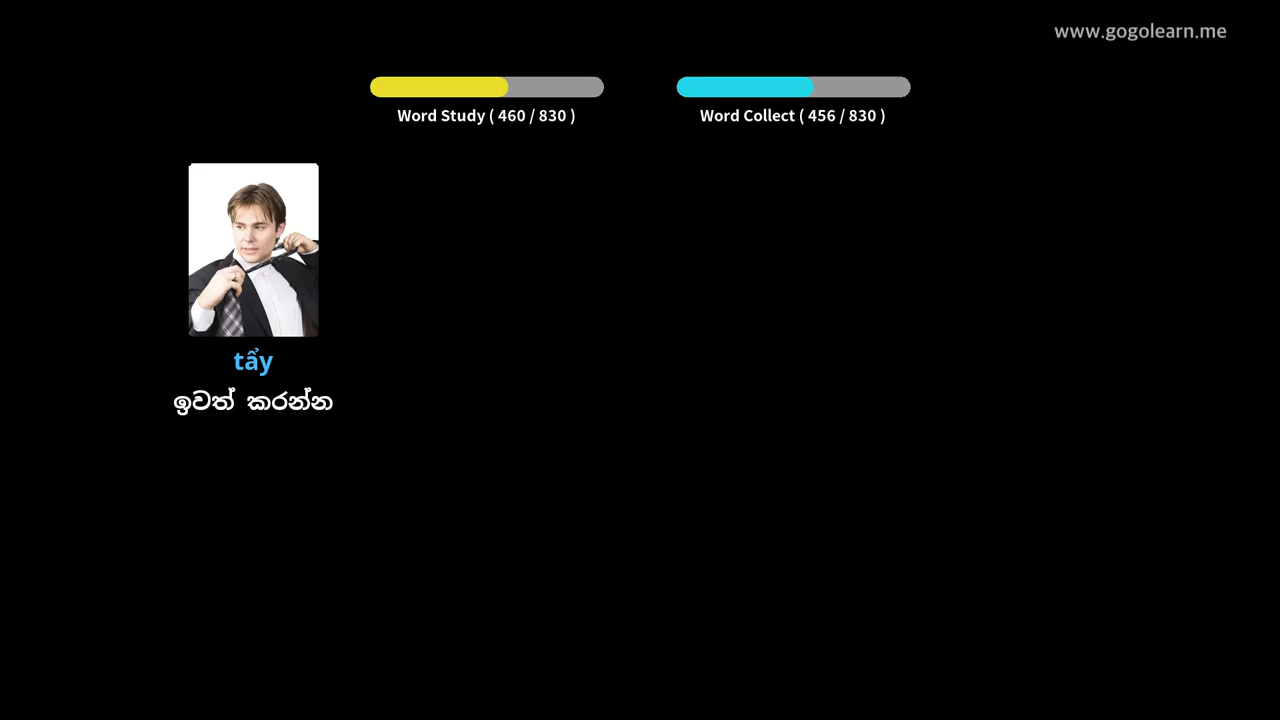 www.gogolearn.me
Word Study ( 460 / 830 )
Word Collect ( 456 / 830 )
tẩy
ඉවත් කරන්න